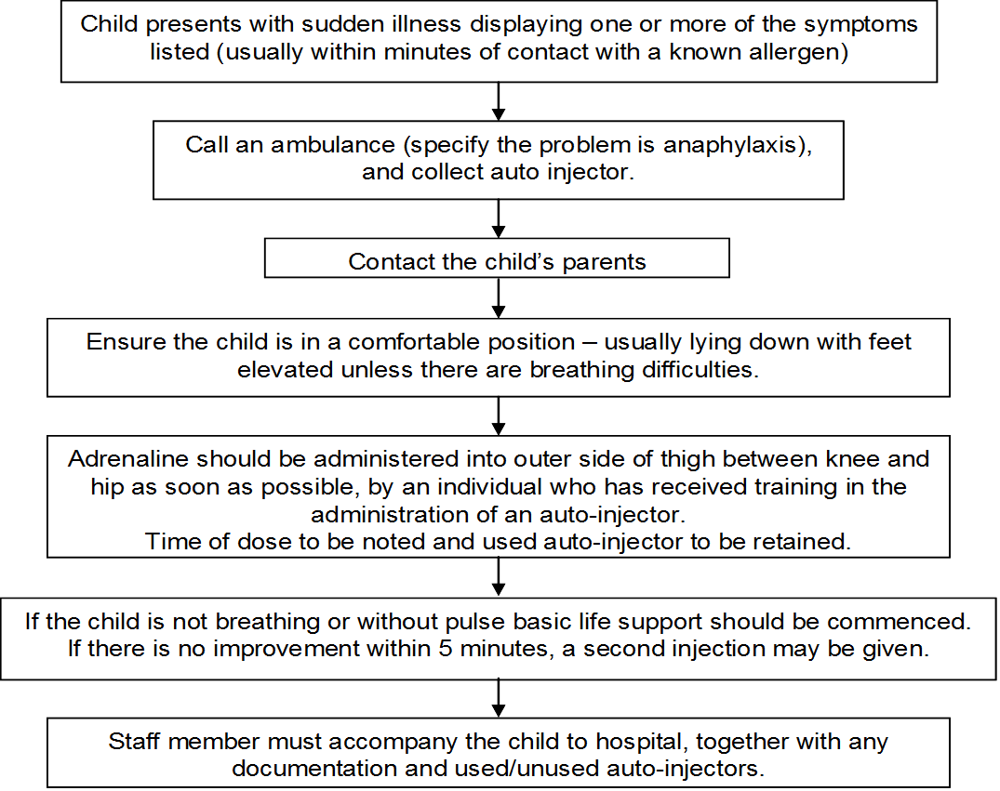 Child presents with sudden illness displaying one or more of the symptoms
listed (usually within minutes of contact with a known allergen)
Call an ambulance (specify the problem is anaphylaxis),
and collect auto injector.
Contact the child’s parents
Ensure the child is in a comfortable position – usually lying down with feet
elevated unless there are breathing difficulties.
Adrenaline should be administered into outer side of thigh between knee and
hip as soon as possible, by an individual who has received training in the
administration of an auto-injector.
Time of dose to be noted and used auto-injector to be retained.
If the child is not breathing or without pulse basic life support should be commenced.
If there is no improvement within 5 minutes, a second injection may be given.
Staff member must accompany the child to hospital, together with any
documentation and used/unused auto-injectors.